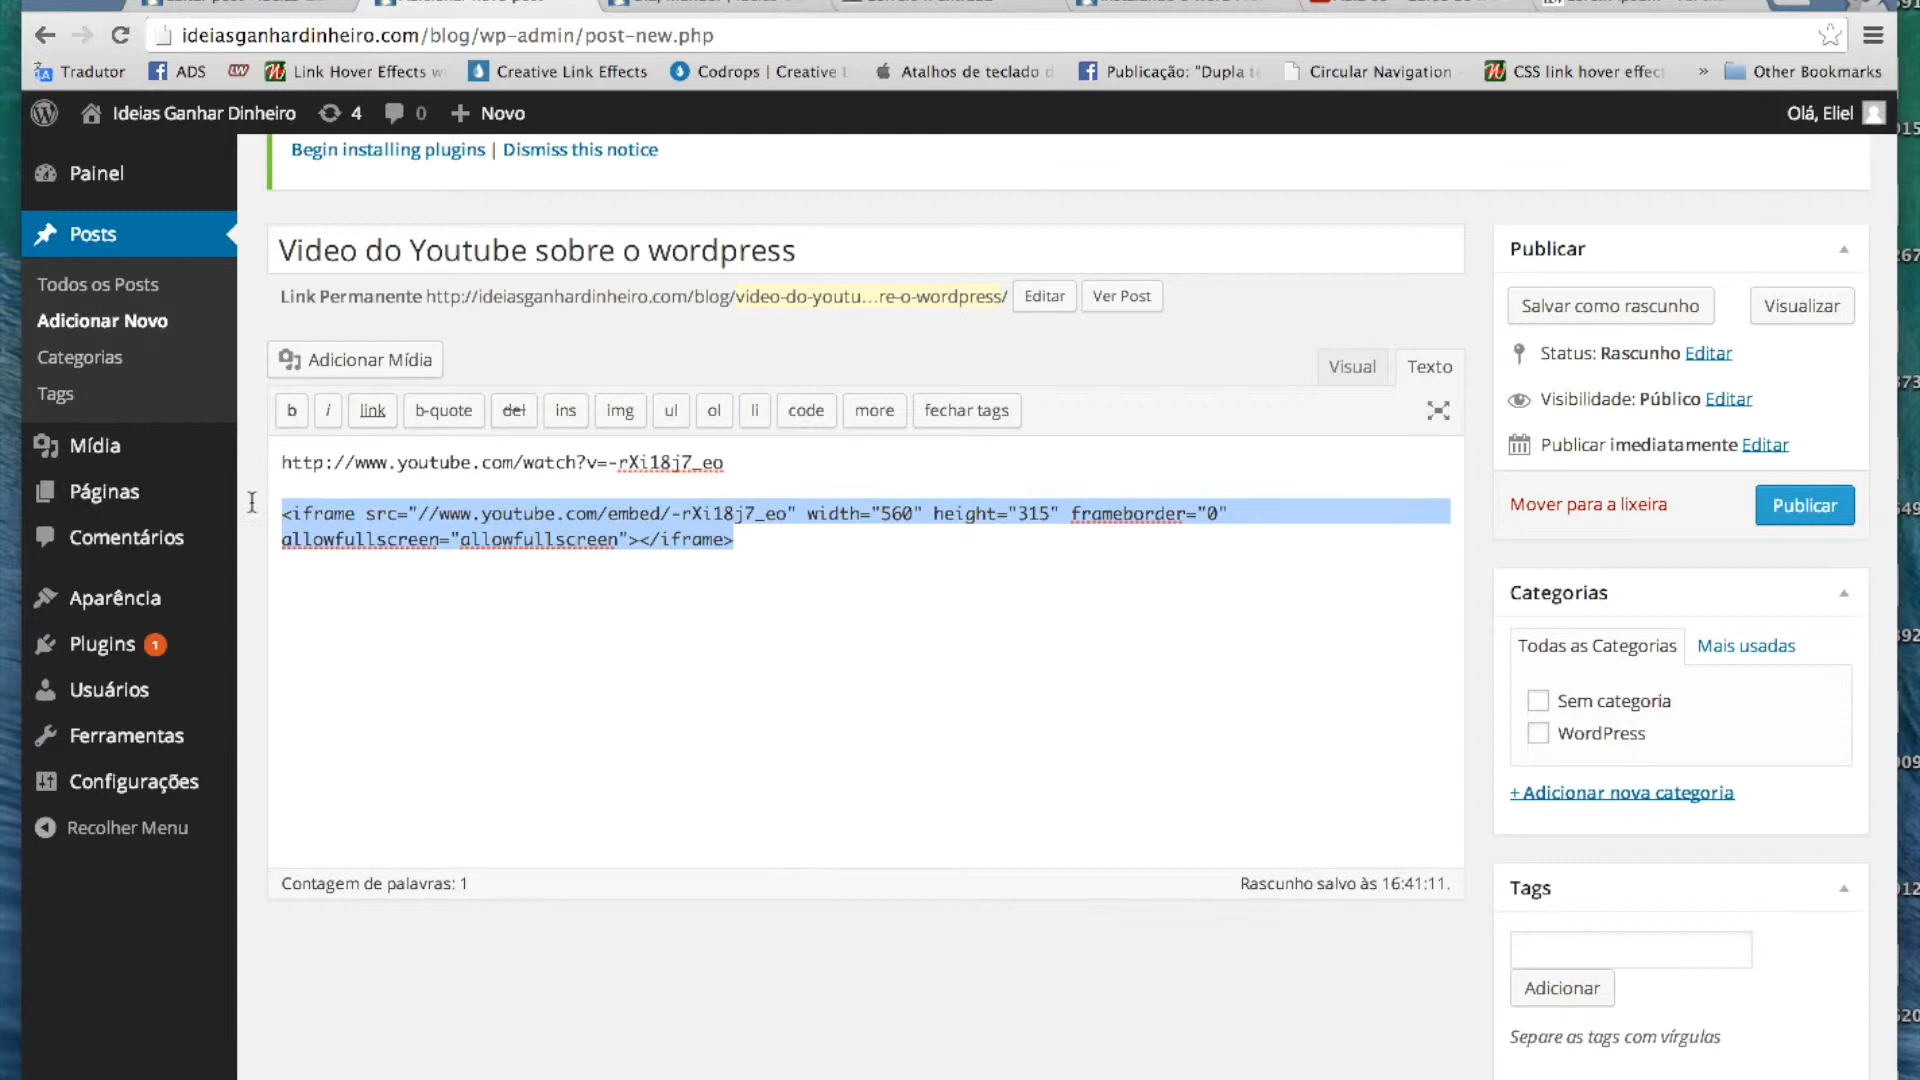 ideiasganhardinheiro.com/blog/wp-admin/post-new.php
Tradutor
ADS
Link Hover Effects w
Creative Link Effects
Codrops | Creative
Atalhos de teclado d
Publicação: "Dupla te
Circular Navigation
CSS link hover effect
»
Other Bookmarks
Ideias Ganhar Dinheiro
4
0
Novo
Olá, Eliel
Painel
Posts
Todos os Posts
Adicionar Novo
Categorias
Tags
Mídia
Páginas
Comentários
Aparência
Plugins 1
Usuários
Ferramentas
Configurações
Recolher Menu
Begin installing plugins | Dismiss this notice
Video do Youtube sobre o wordpress
Link Permanente http://ideiasganhardinheiro.com/blog/video-do-youtu…re-o-wordpress/ Editar Ver Post
Adicionar Mídia
Visual Texto
b i link b-quote del ins img ul ol li code more fechar tags
http://www.youtube.com/watch?v=-rXi18j7_eo
<iframe src="//www.youtube.com/embed/-rXi18j7_eo" width="560" height="315" frameborder="0"
allowfullscreen="allowfullscreen"></iframe>
Contagem de palavras: 1
Rascunho salvo às 16:41:11.
Publicar
Salvar como rascunho Visualizar
Status: Rascunho Editar
Visibilidade: Público Editar
Publicar imediatamente Editar
Mover para a lixeira Publicar
Categorias
Todas as Categorias Mais usadas
Sem categoria
WordPress
+ Adicionar nova categoria
Tags
Adicionar
Separe as tags com vírgulas